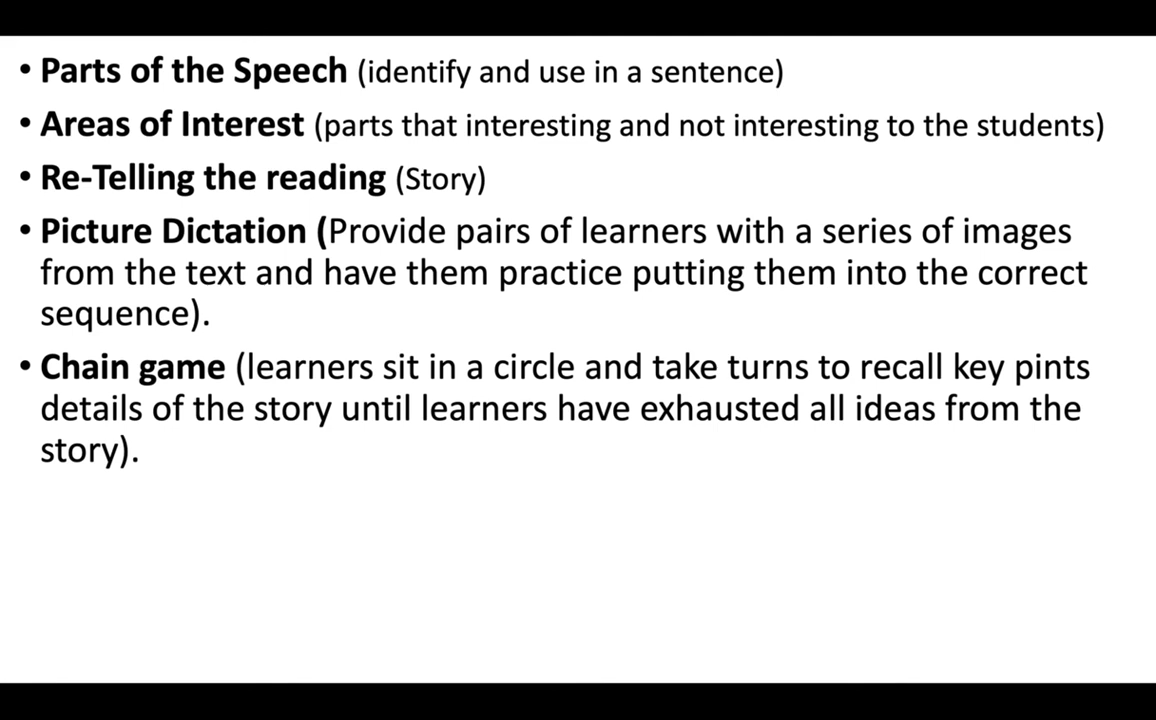 • Parts of the Speech (identify and use in a sentence)
• Areas of Interest (parts that interesting and not interesting to the students)
• Re-Telling the reading (Story)
• Picture Dictation (Provide pairs of learners with a series of images
from the text and have them practice putting them into the correct
sequence).
• Chain game (learners sit in a circle and take turns to recall key pints
details of the story until learners have exhausted all ideas from the
story).